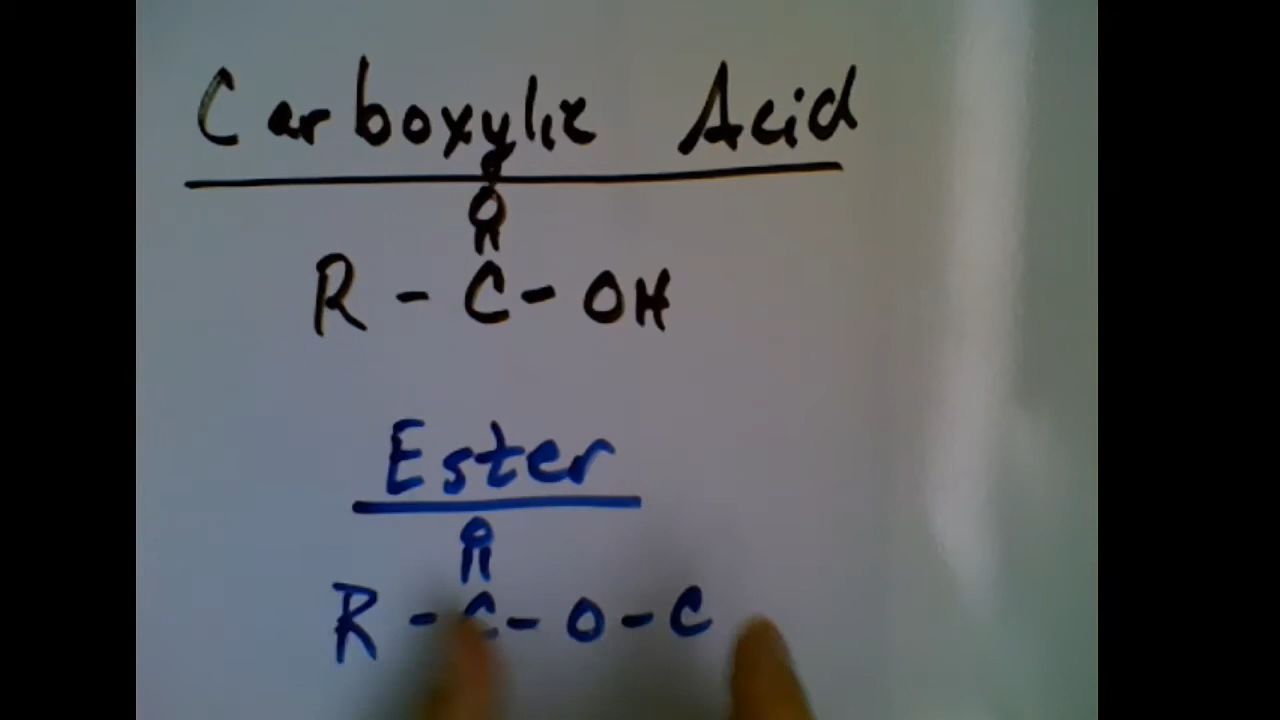 Carboxylic Acid
O
R - C - OH
Ester
O
R - C - O - C